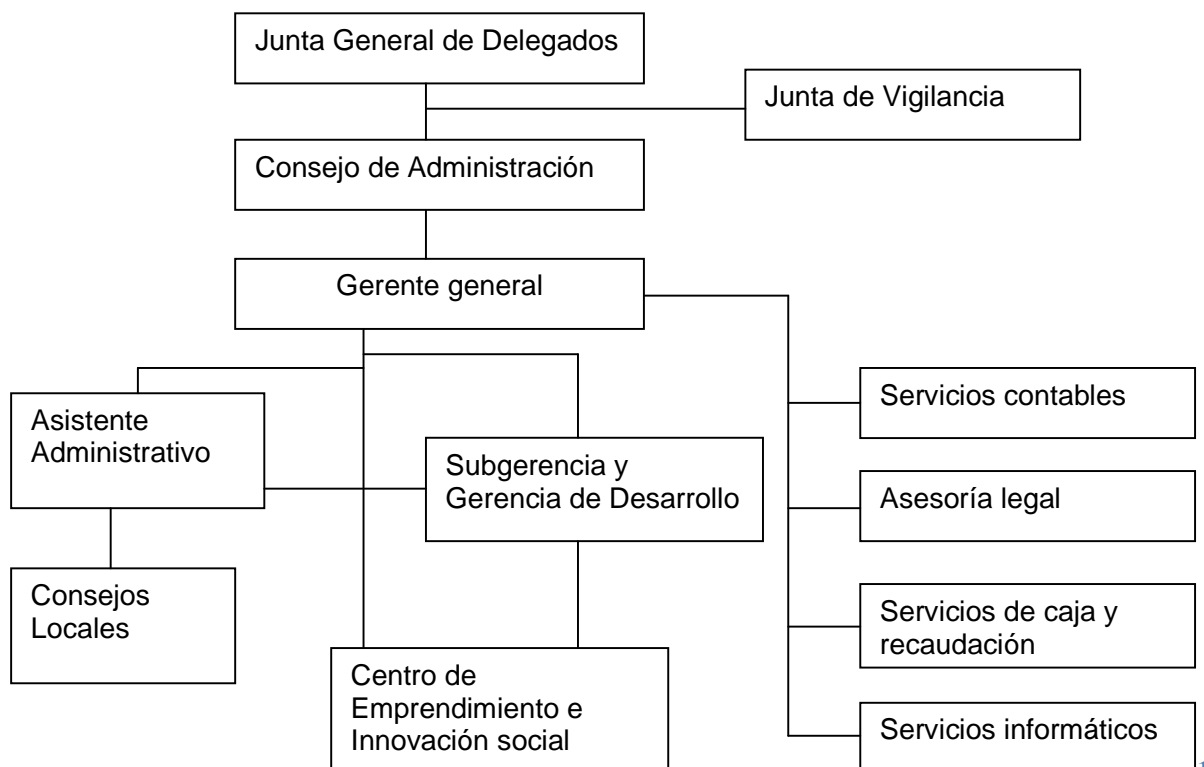 Junta General de Delegados
Junta de Vigilancia
Consejo de Administración
Gerente general
Servicios contables
Asistente
Administrativo
Subgerencia y
Gerencia de Desarrollo
Asesoría legal
Consejos
Locales
Servicios de caja y
recaudación
Centro de
Emprendimiento e
Innovación social
Servicios informáticos